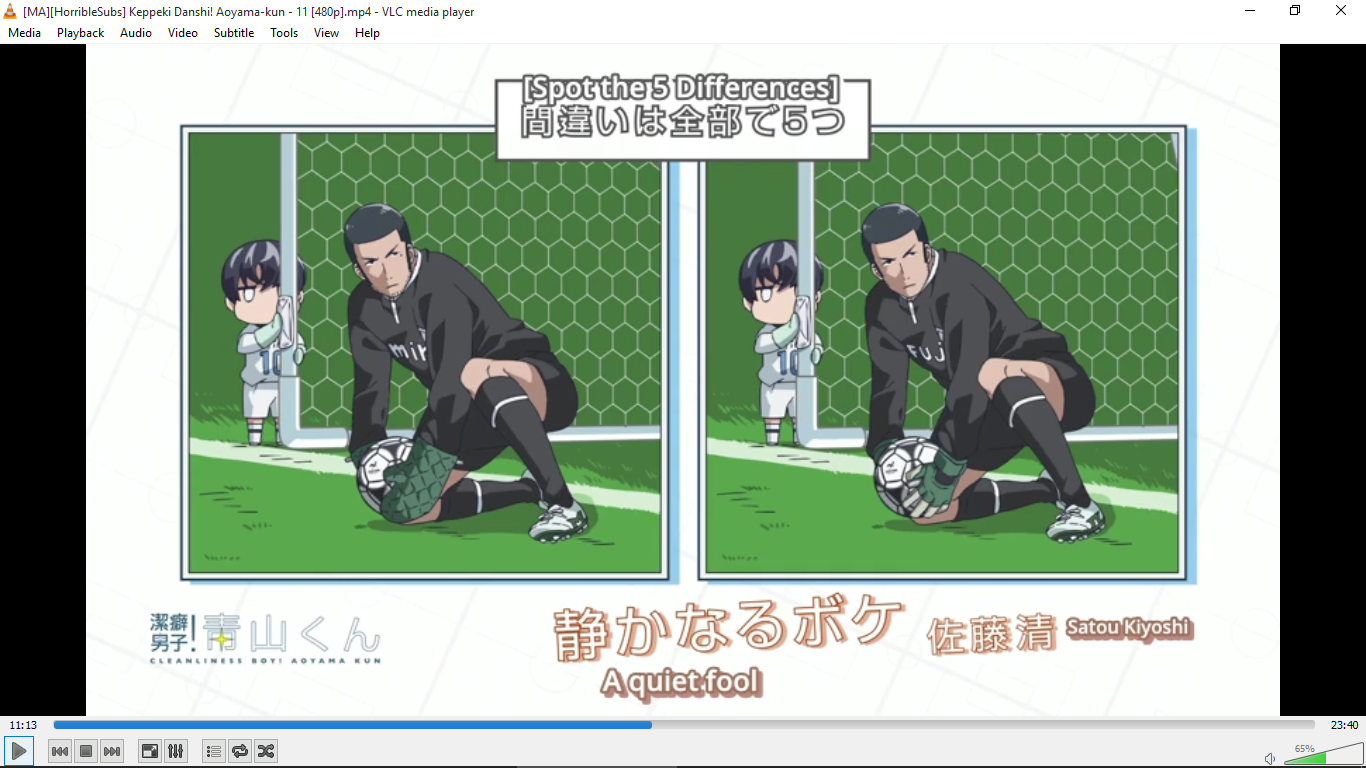 [MA][HorribleSubs] Keppeki Danshi! Aoyama-kun - 11 [480p].mp4 - VLC media player
Media Playback Audio Video Subtitle Tools View Help
[Spot the 5 Differences]
間違いは全部で5つ
10
10
FUJ
潔癖男子!青山くん
CLEANLINESS BOY! AOYAMA KUN
静かなるボケ
佐藤清
Satou Kiyoshi
A quiet fool
11:13
23:40
65%